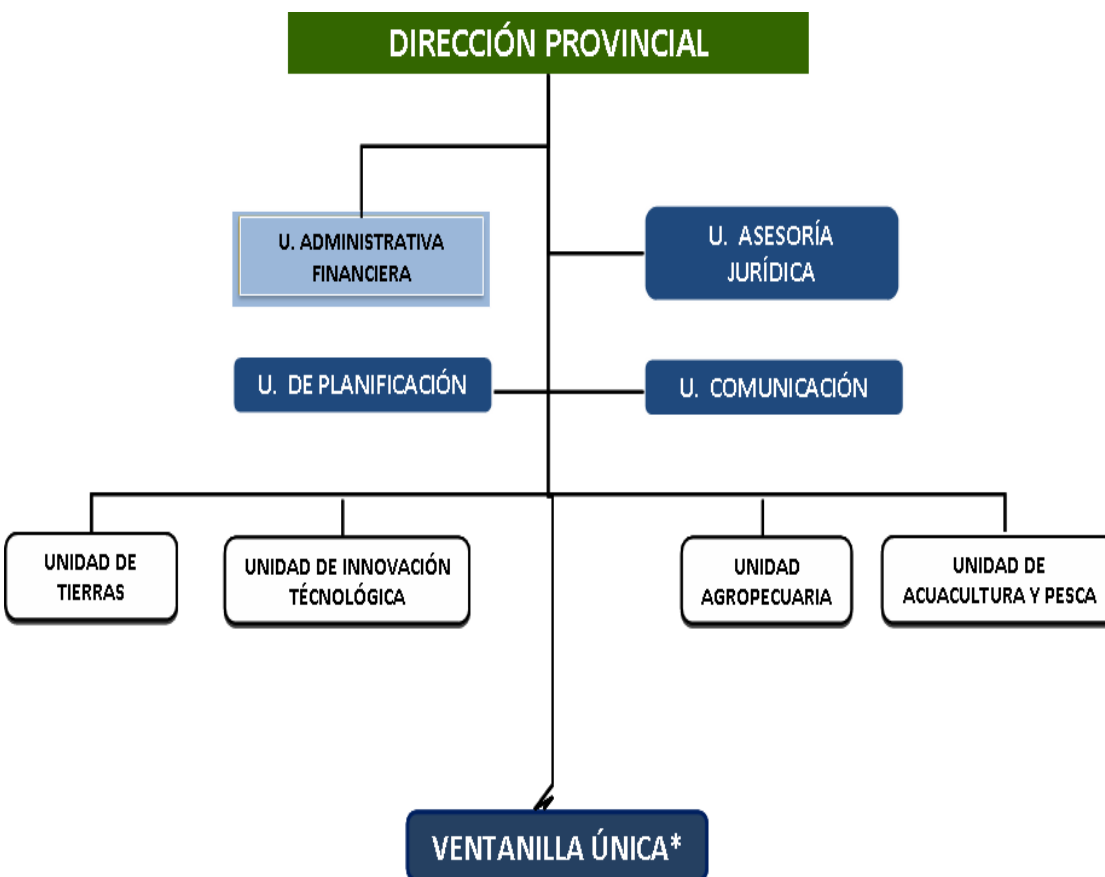 DIRECCIÓN PROVINCIAL
U. ADMINISTRATIVA
FINANCIERA
U. ASESORÍA
JURÍDICA
U. DE PLANIFICACIÓN
U. COMUNICACIÓN
UNIDAD DE
TIERRAS
UNIDAD DE INNOVACIÓN
TÉCNOLÓGICA
UNIDAD
AGROPECUARIA
UNIDAD DE
ACUACULTURA Y PESCA
VENTANILLA ÚNICA*